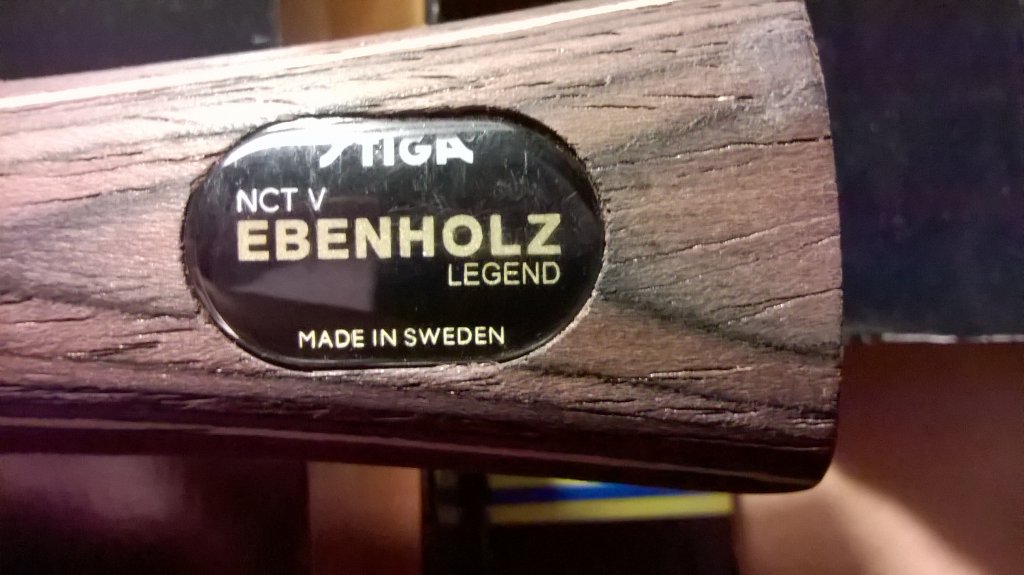 STIGA
NCT V
EBENHOLZ
LEGEND
MADE IN SWEDEN